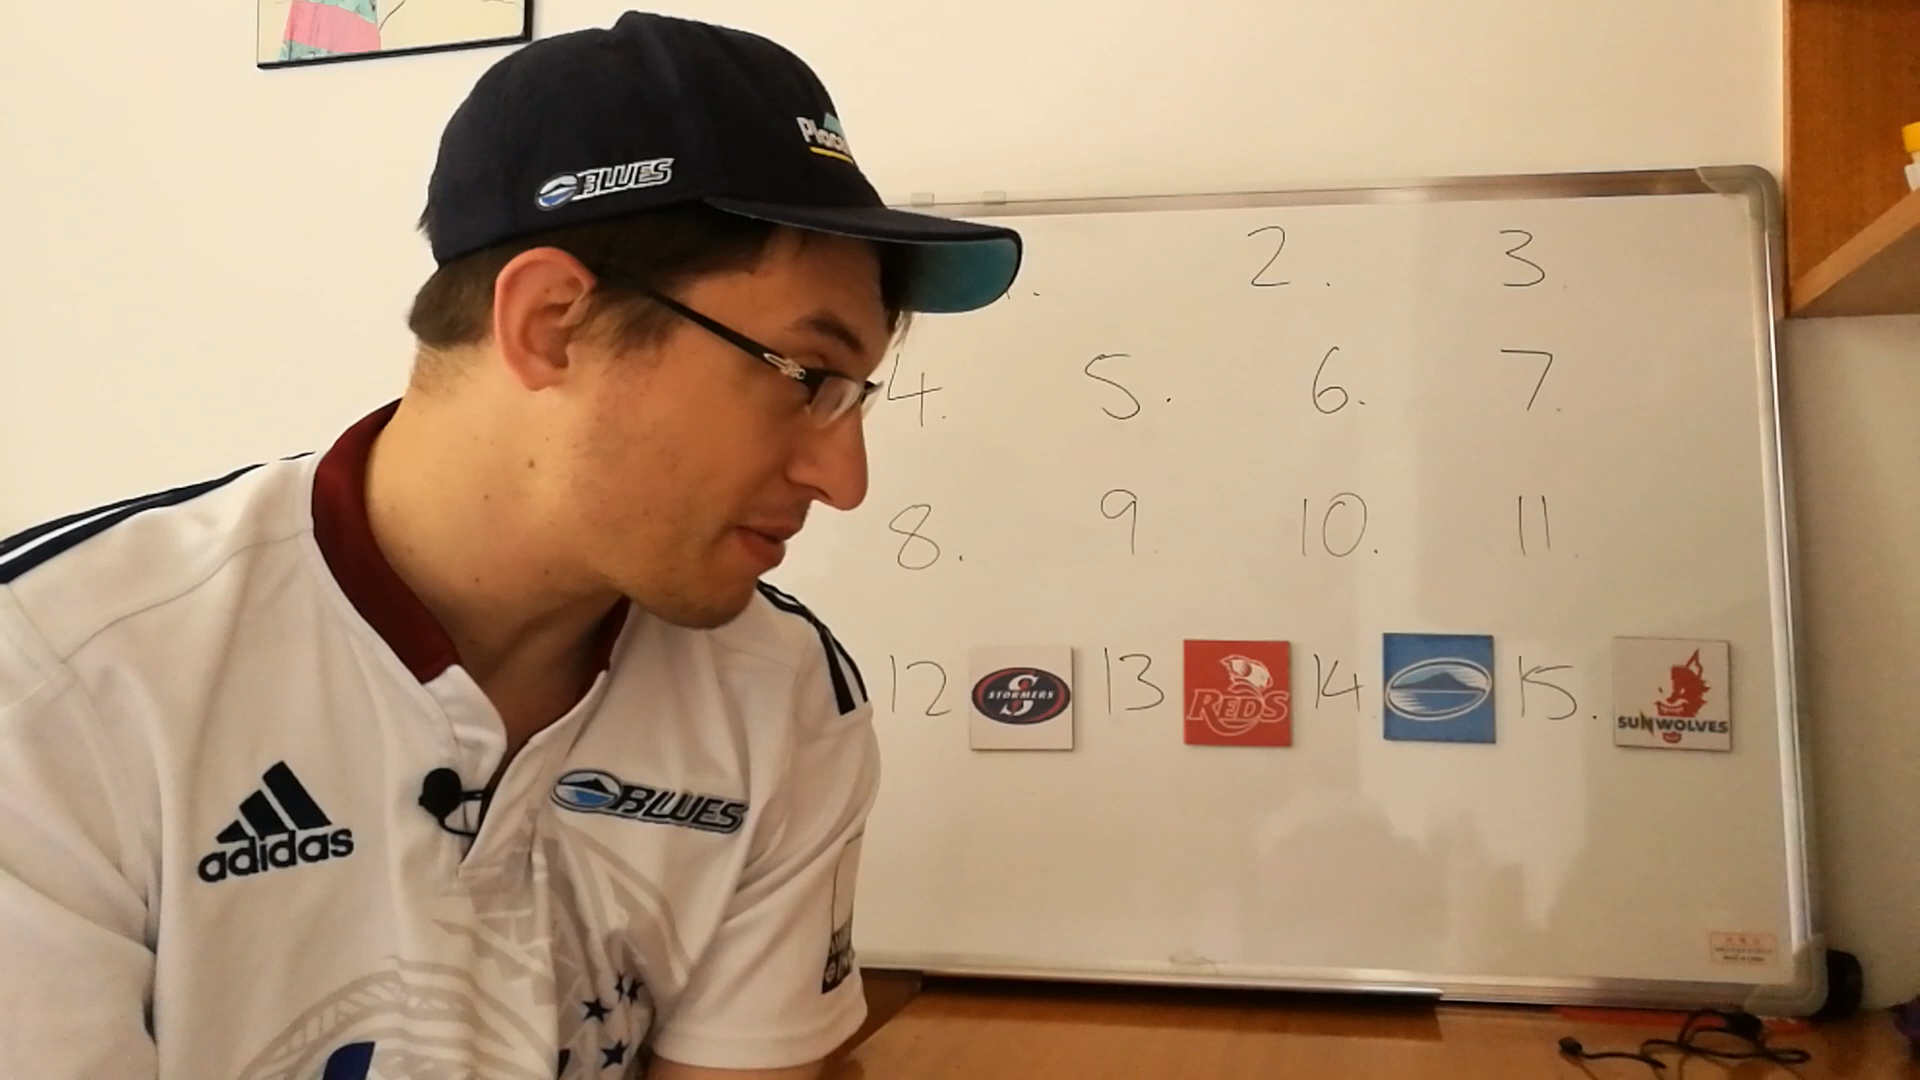 BLUES
2. 3.
4. 5. 6. 7.
8. 9. 10. 11.
12 STORMERS 13 REDS 14. 15. SUNWOLVES
adidas
BLUES